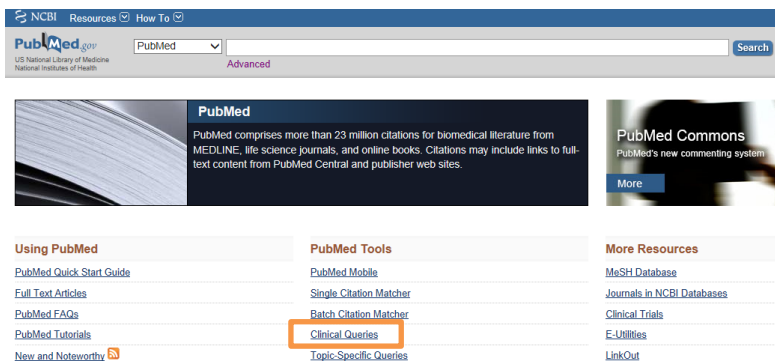 NCBI Resources How To
PubMed.gov
US National Library of Medicine
National Institutes of Health
PubMed
Search
Advanced
PubMed
PubMed comprises more than 23 million citations for biomedical literature from
MEDLINE, life science journals, and online books. Citations may include links to full-
text content from PubMed Central and publisher web sites.
PubMed Commons
PubMed's new commenting system
More
Using PubMed
PubMed Quick Start Guide
Full Text Articles
PubMed FAQs
PubMed Tutorials
New and Noteworthy
PubMed Tools
PubMed Mobile
Single Citation Matcher
Batch Citation Matcher
Clinical Queries
Topic-Specific Queries
More Resources
MeSH Database
Journals in NCBI Databases
Clinical Trials
E-Utilities
LinkOut